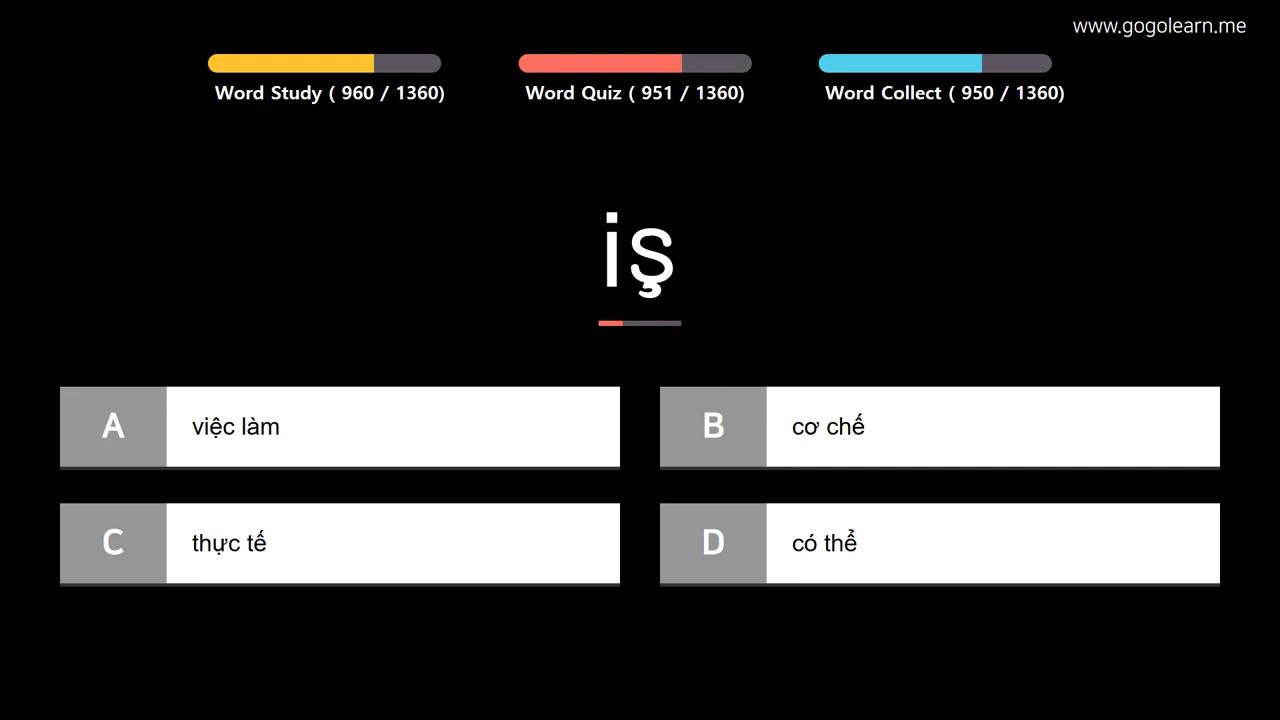 www.gogolearn.me
Word Study ( 960 / 1360)
Word Quiz ( 951 / 1360)
Word Collect ( 950 / 1360)
iş
A việc làm
B cơ chế
C thực tế
D có thể